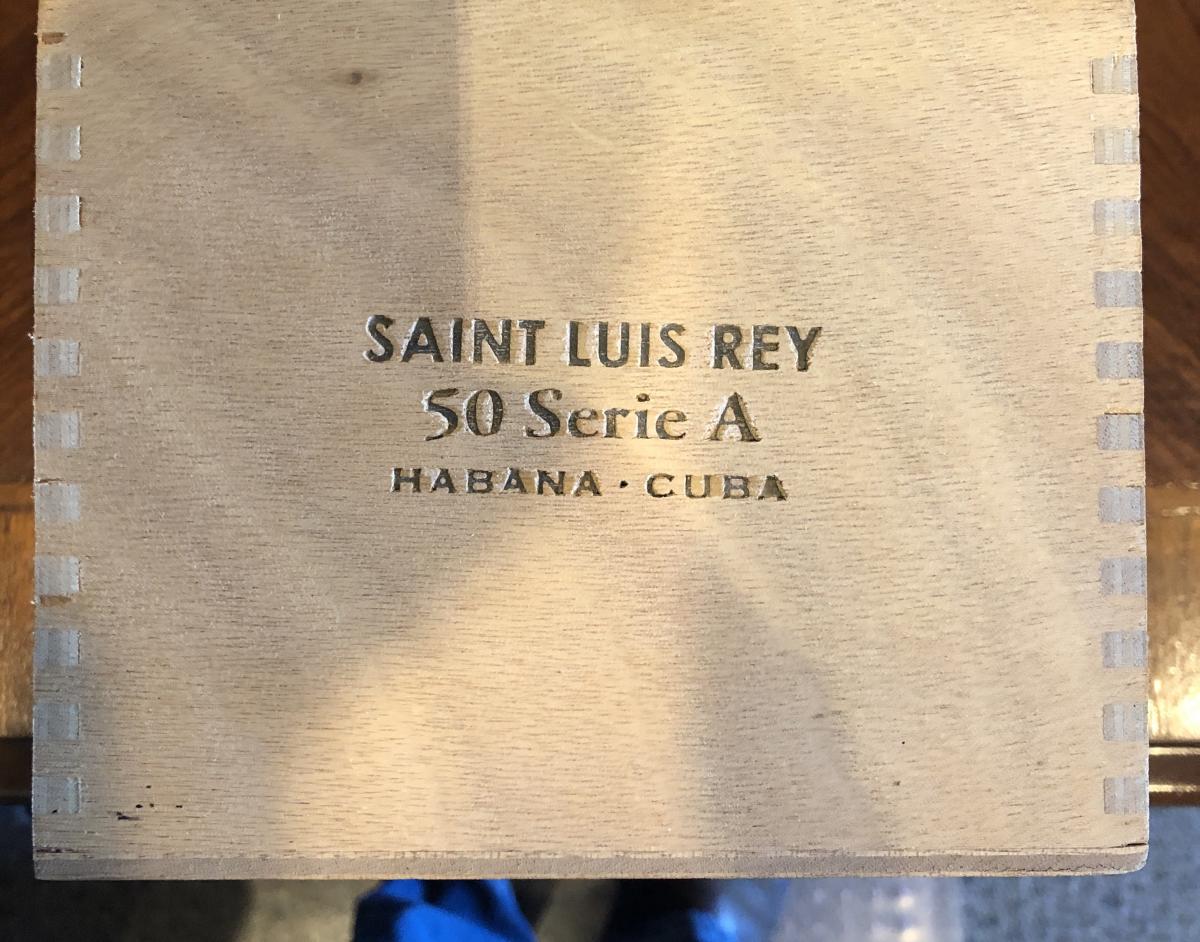 SAINT LUIS REY
50 Serie A
HABANA · CUBA